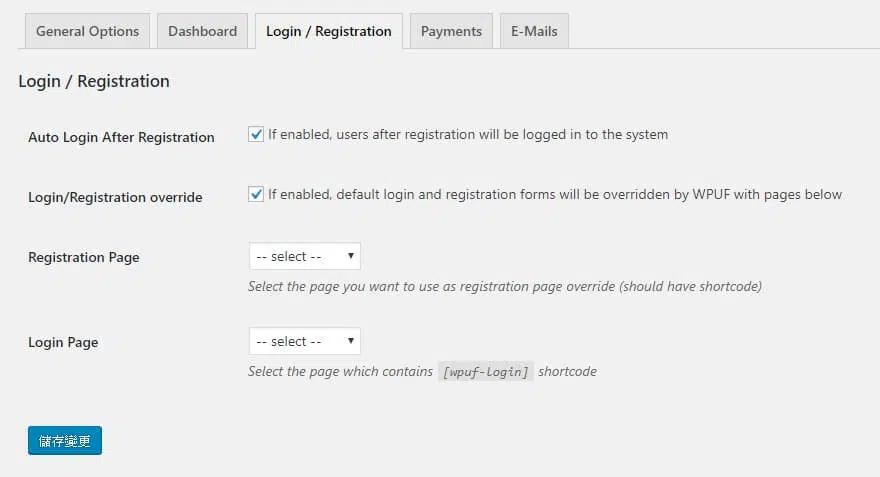 General Options
Dashboard
Login / Registration
Payments
E-Mails
Login / Registration
Auto Login After Registration
If enabled, users after registration will be logged in to the system
Login/Registration override
If enabled, default login and registration forms will be overridden by WPUF with pages below
Registration Page
-- select --
Select the page you want to use as registration page override (should have shortcode)
Login Page
-- select --
Select the page which contains [wpuf-login] shortcode
儲存變更